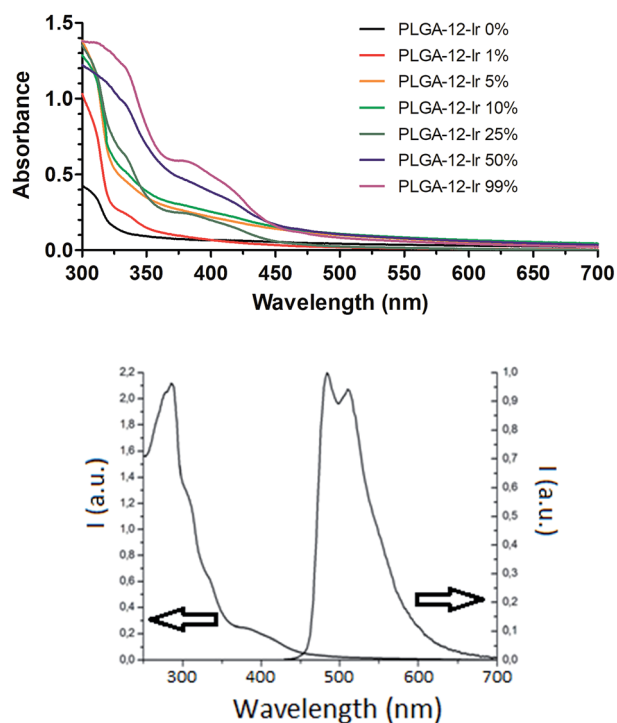 PLGA-12-Ir 0%
PLGA-12-Ir 1%
PLGA-12-Ir 5%
PLGA-12-Ir 10%
PLGA-12-Ir 25%
PLGA-12-Ir 50%
PLGA-12-Ir 99%
Absorbance
1.5
1.0
0.5
0.0
300 350 400 450 500 550 600 650 700
Wavelength (nm)
I (a.u.)
2,2
2,0
1,8
1,6
1,4
1,2
1,0
0,8
0,6
0,4
0,2
0,0
1,0
0,9
0,8
0,7
0,6
0,5
0,4
0,3
0,2
0,1
0,0
I (a.u.)
300 400 500 600 700
Wavelength (nm)